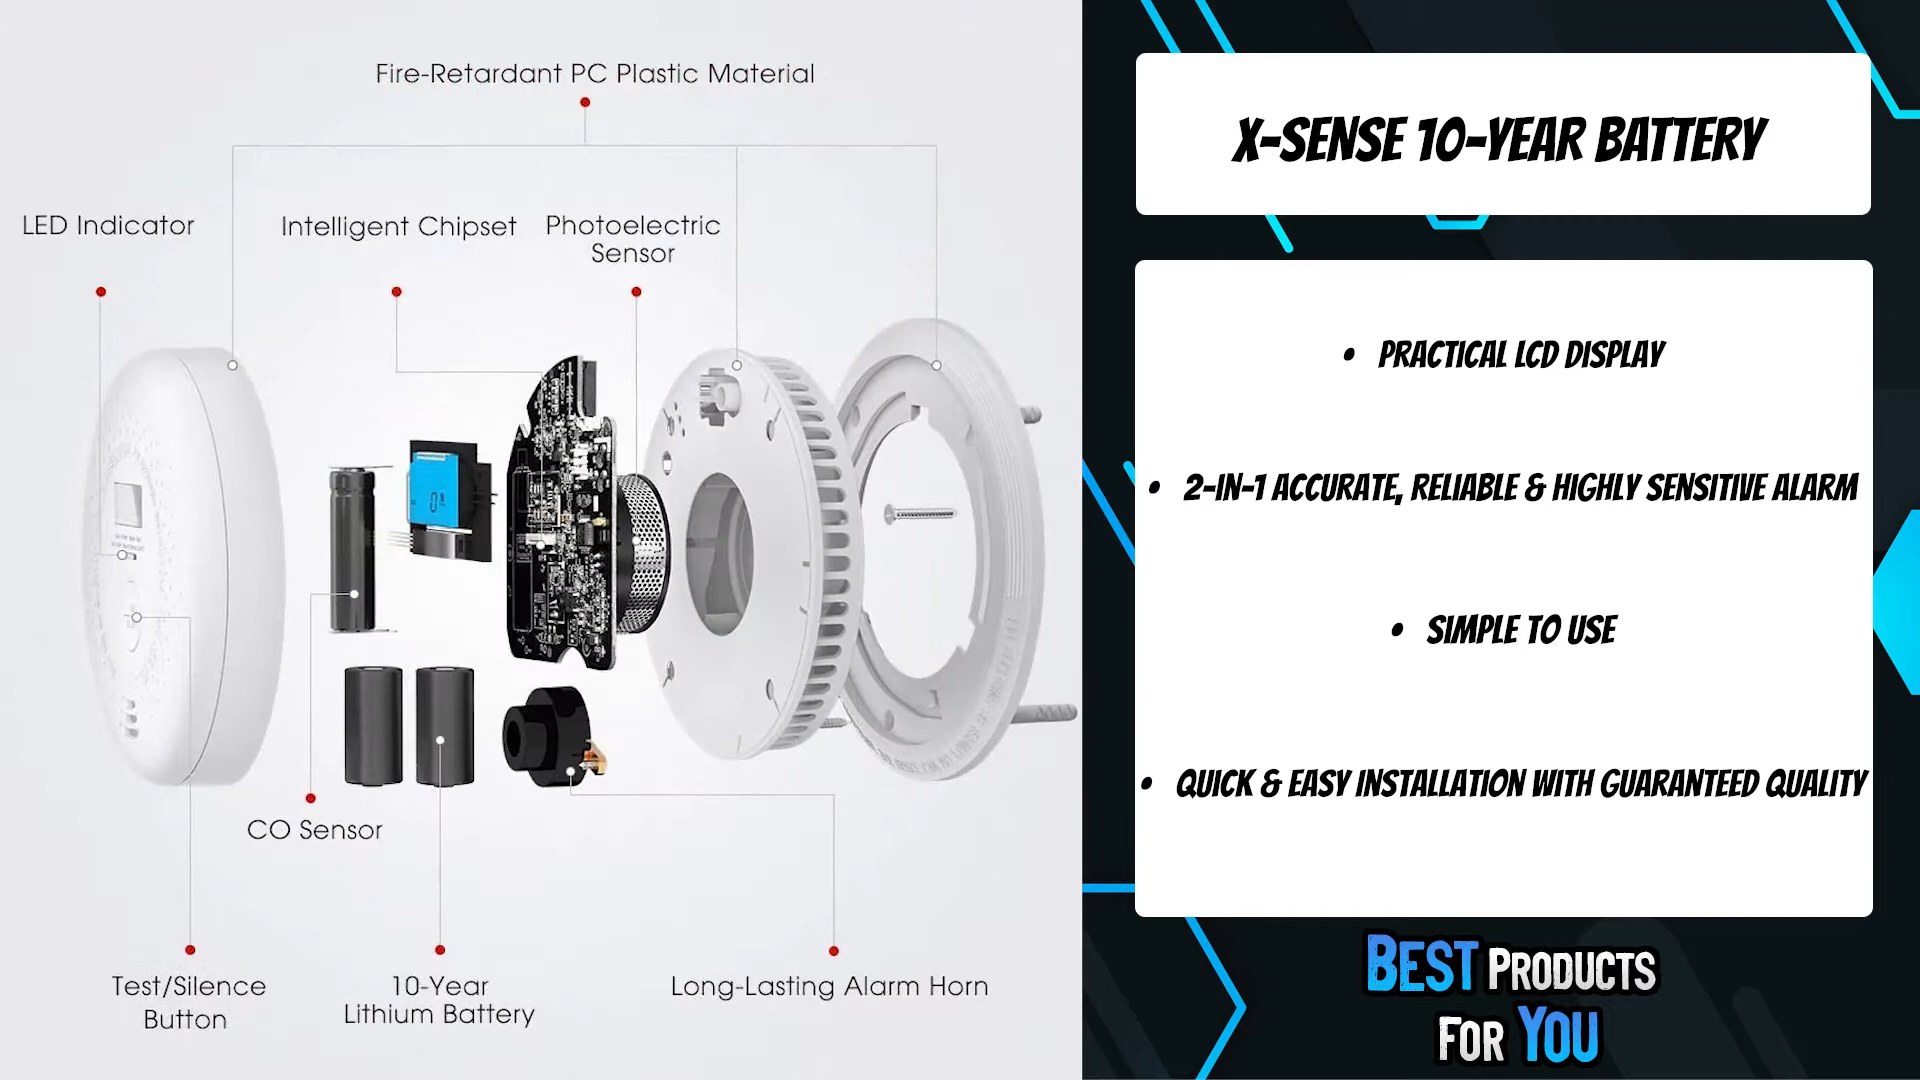 Fire-Retardant PC Plastic Material
LED Indicator
Intelligent Chipset
Photoelectric
Sensor
CO Sensor
Test/Silence
Button
10-Year
Lithium Battery
Long-Lasting Alarm Horn
X-SENSE 10-YEAR BATTERY
• PRACTICAL LCD DISPLAY
• 2-IN-1 ACCURATE, RELIABLE & HIGHLY SENSITIVE ALARM
• SIMPLE TO USE
• QUICK & EASY INSTALLATION WITH GUARANTEED QUALITY
BEST PRODUCTS
FOR YOU